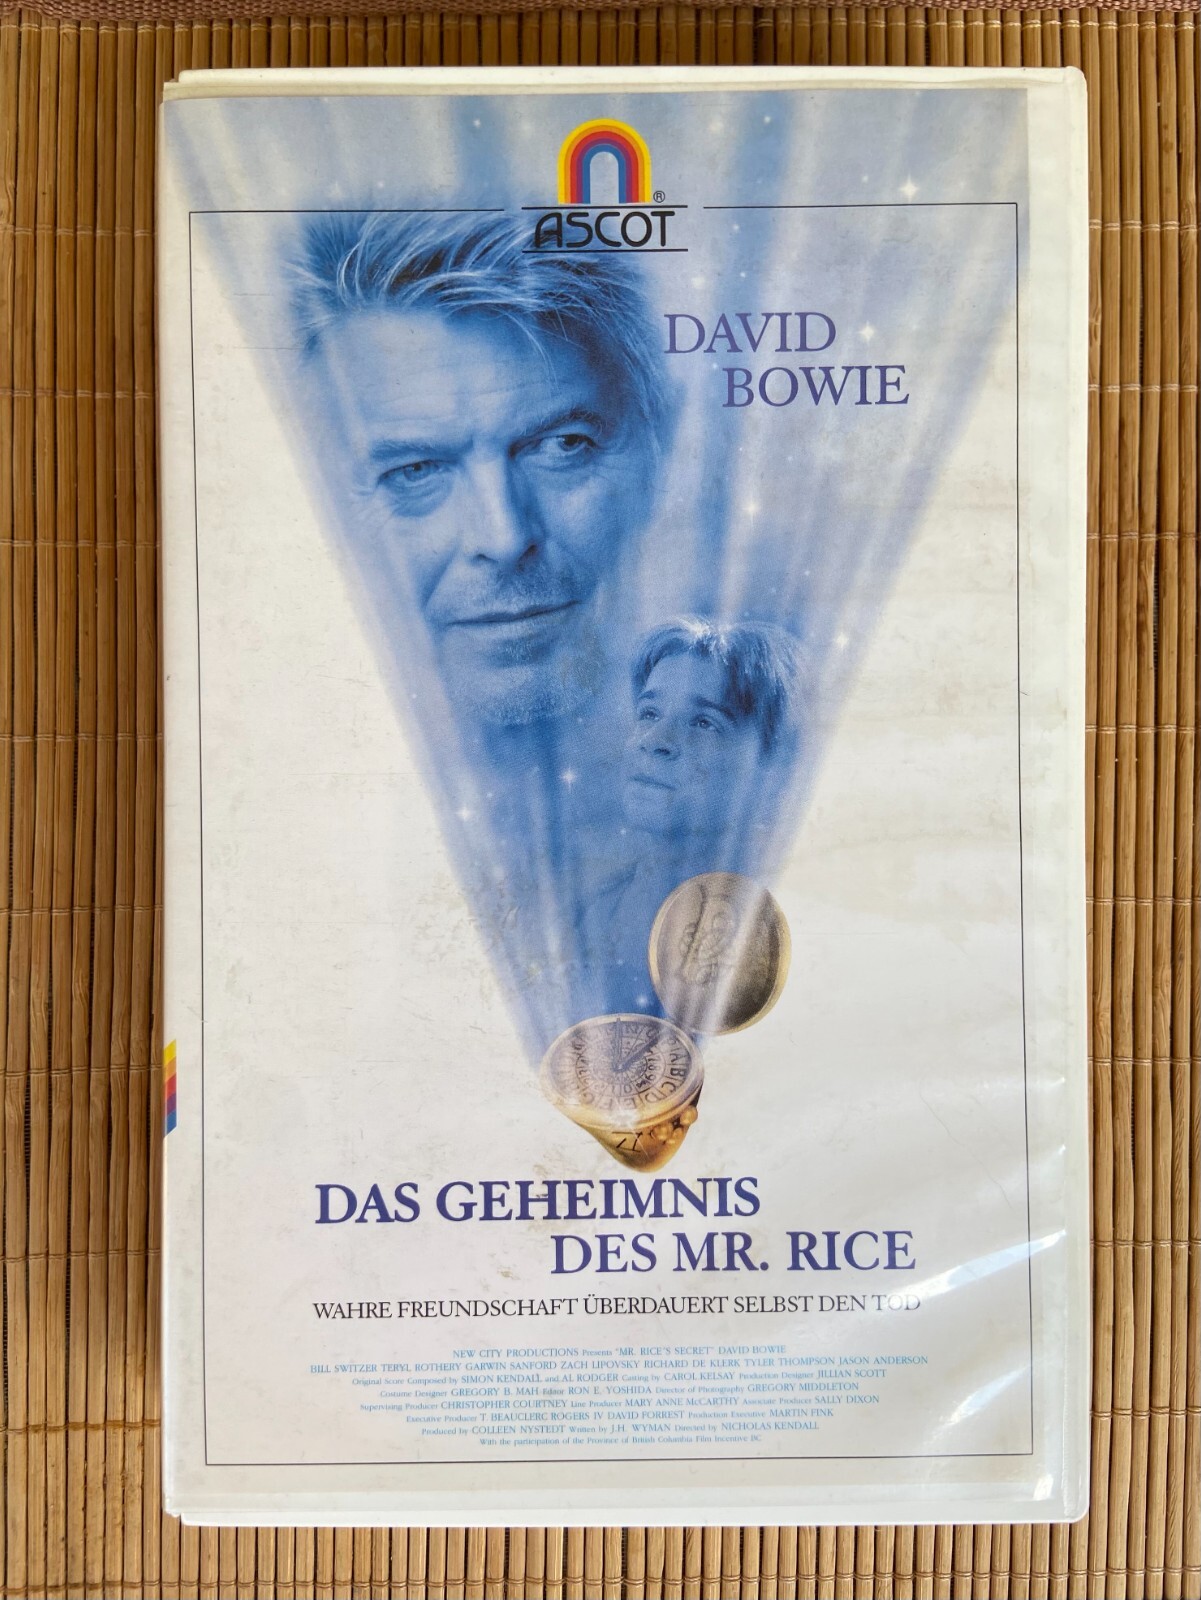 ®
ASCOT
DAVID
BOWIE
DAS GEHEIMNIS
DES MR. RICE
WAHRE FREUNDSCHAFT ÜBERDAUERT SELBST DEN TOD
NEW CITY PRODUCTIONS Presents "MR. RICE'S SECRET" DAVID BOWIE
BILL SWITZER TERYL ROTHERY GARWIN SANFORD ZACH LIPOVSKY RICHARD DE KLERK TYLER THOMPSON JASON ANDERSON
Original Score Composed by SIMON KENDALL and AL RODGER Casting by CAROL KELSAY Production Designer JILLIAN SCOTT
Costume Designer GREGORY B. MAH Editor RON E. YOSHIDA Director of Photography GREGORY MIDDLETON
Supervising Producer CHRISTOPHER COURTNEY Line Producer MARY ANNE McCARTHY Associate Producer SALLY DIXON
Executive Producer T. BEAUCLERC ROGERS IV DAVID FORREST Production Executive MARTIN FINK
Produced by COLLEEN NYSTEDT Written by J.H. WYMAN Directed by NICHOLAS KENDALL
With the participation of the Province of British Columbia Film Incentive BC